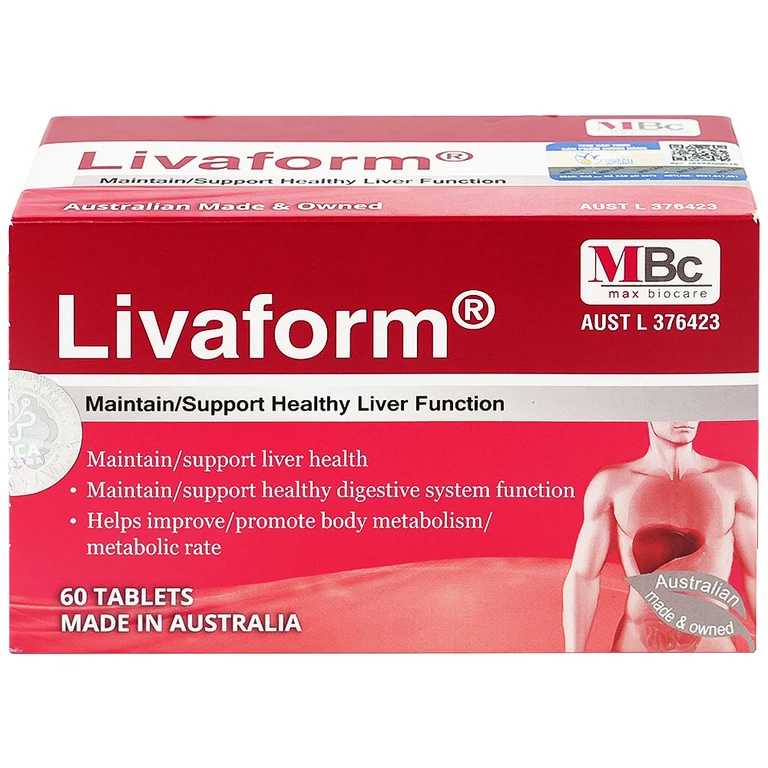 MBc
Livaform®
Maintain/Support Healthy Liver Function
Australian Made & Owned
AUST L 376423
MBc
max biocare
AUST L 376423
Livaform®
Maintain/Support Healthy Liver Function
Maintain/support liver health
• Maintain/support healthy digestive system function
• Helps improve/promote body metabolism/
metabolic rate
60 TABLETS
MADE IN AUSTRALIA
Australian
made & owned